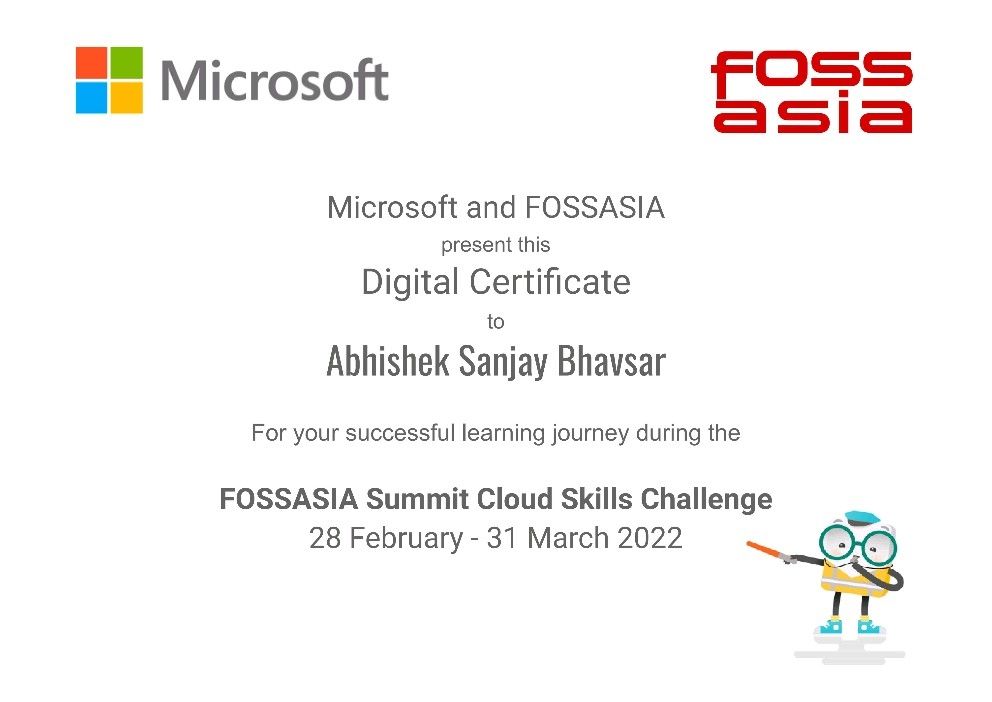 Microsoft
FOSS
asia
Microsoft and FOSSASIA
present this
Digital Certificate
to
Abhishek Sanjay Bhavsar
For your successful learning journey during the
FOSSASIA Summit Cloud Skills Challenge
28 February - 31 March 2022